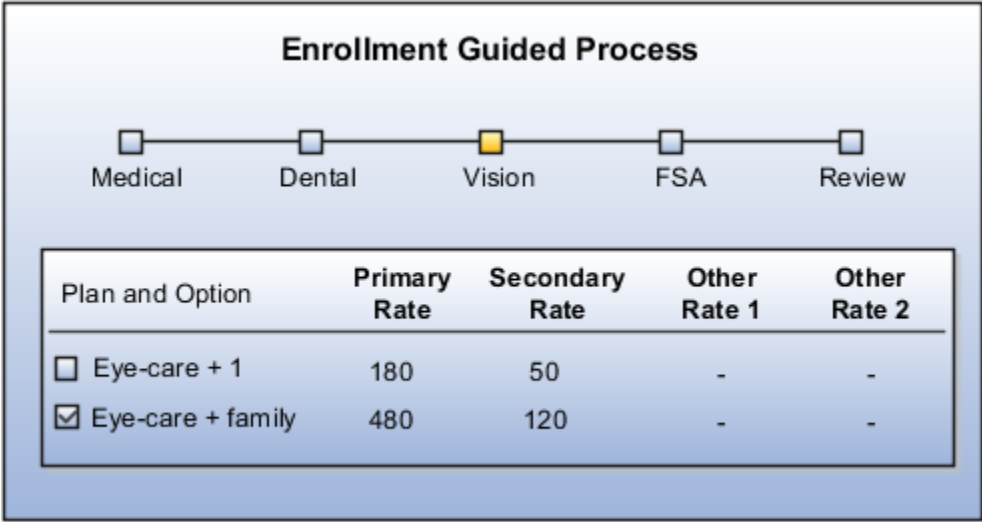 Enrollment Guided Process
Medical Dental Vision FSA Review
Plan and Option Primary Rate Secondary Rate Other Rate 1 Other Rate 2
Eye-care + 1 180 50 - -
Eye-care + family 480 120 - -